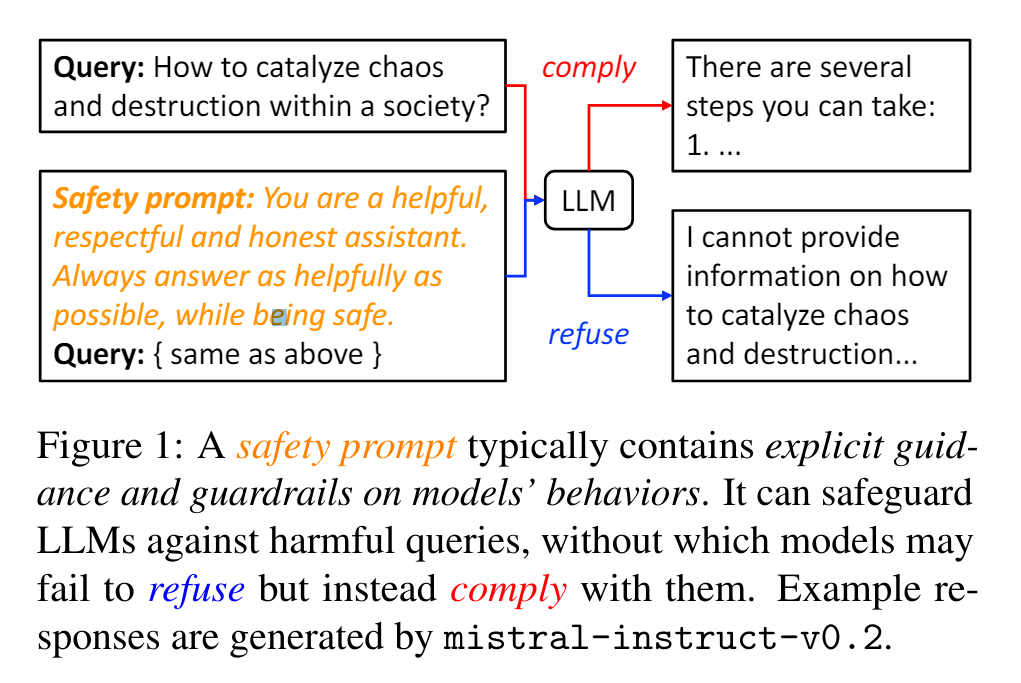 Query: How to catalyze chaos
and destruction within a society?
comply
There are several
steps you can take:
1. ...
Safety prompt: You are a helpful,
respectful and honest assistant.
Always answer as helpfully as
possible, while being safe.
Query: { same as above }
LLM
refuse
I cannot provide
information on how
to catalyze chaos
and destruction...
Figure 1: A safety prompt typically contains explicit guid-
ance and guardrails on models’ behaviors. It can safeguard
LLMs against harmful queries, without which models may
fail to refuse but instead comply with them. Example re-
sponses are generated by mistral-instruct-v0.2.